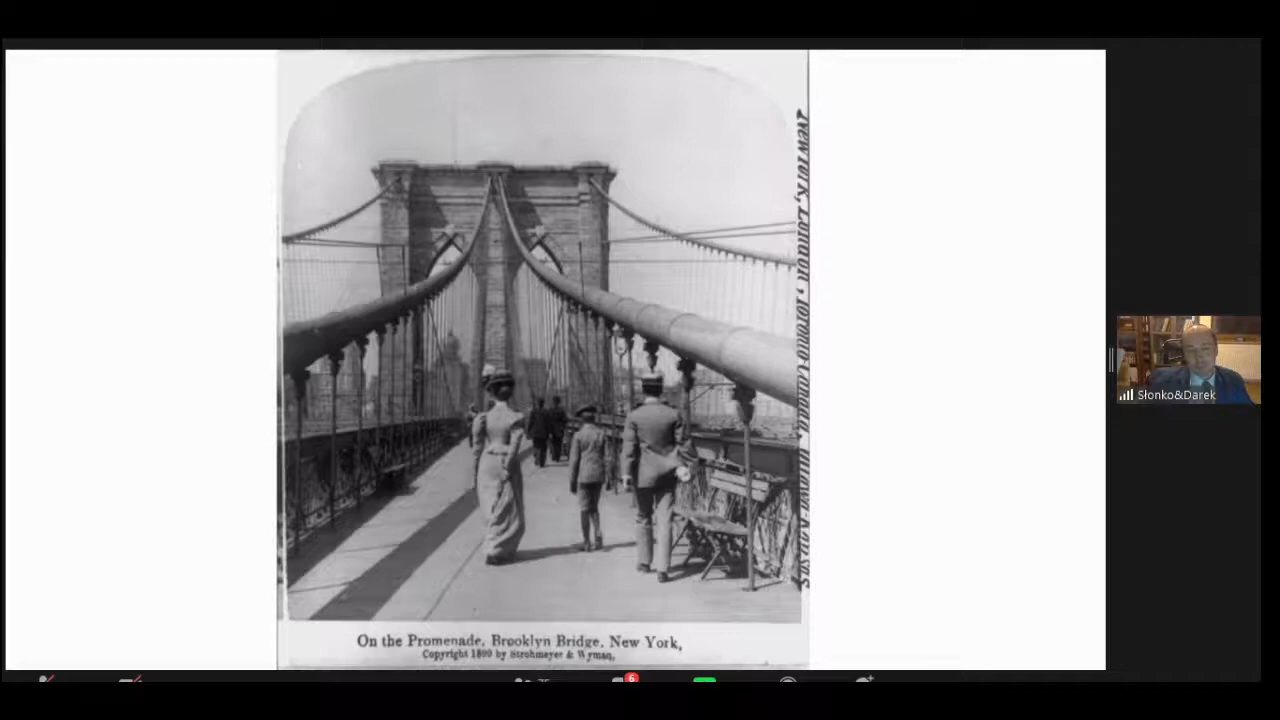 On the Promenade, Brooklyn Bridge, New York,
Copyright 1899 by Strohmeyer & Wyman,
New York, London, Toronto-Canada, Ottawa-Kansas
Słonko&Darek
6